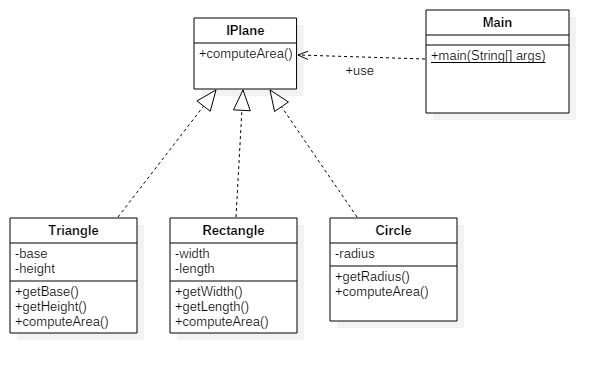 IPlane
+computeArea()
Main
+main(String[] args)
+use
Triangle
-base
-height
+getBase()
+getHeight()
+computeArea()
Rectangle
-width
-length
+getWidth()
+getLength()
+computeArea()
Circle
-radius
+getRadius()
+computeArea()